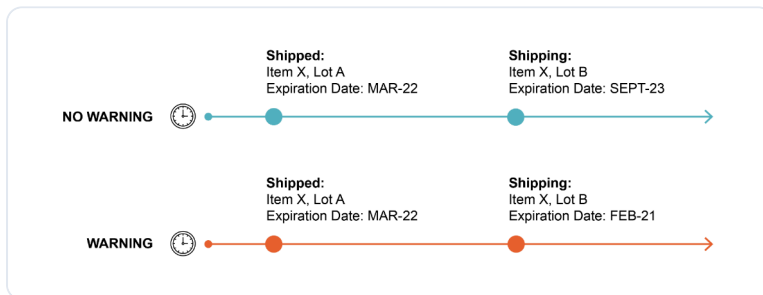 Shipped:
Item X, Lot A
Expiration Date: MAR-22
Shipping:
Item X, Lot B
Expiration Date: SEPT-23
NO WARNING
Shipped:
Item X, Lot A
Expiration Date: MAR-22
Shipping:
Item X, Lot B
Expiration Date: FEB-21
WARNING